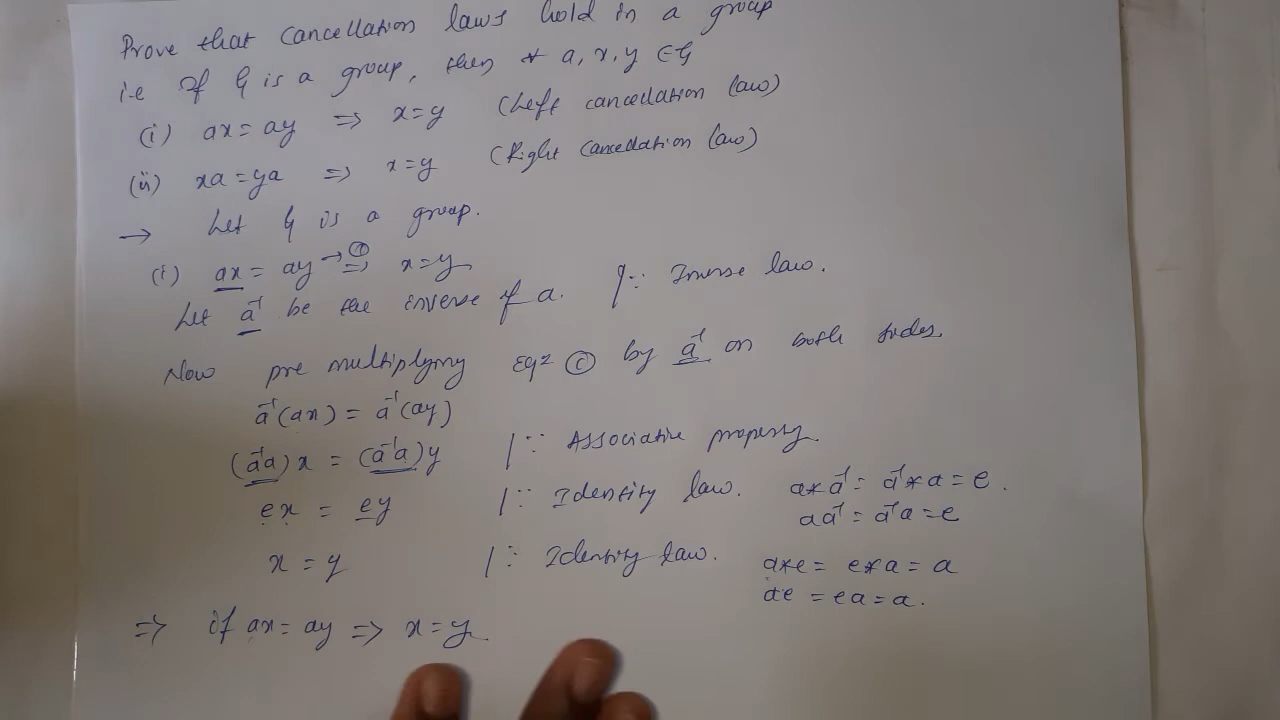 Prove that cancellation laws hold in a group
i.e If G is a group, then ∀ a, x, y ∈ G
(i) ax = ay ⇒ x = y (Left cancellation law)
(ii) xa = ya ⇒ x = y (Right cancellation law)
→ Let G is a group.
(i) ax = ay → ① ⇒ x = y
Let a⁻¹ be the inverse of a. |∵ Inverse law.
Now pre multiplying Eqⁿ ① by a⁻¹ on both sides
a⁻¹(ax) = a⁻¹(ay)
(a⁻¹a)x = (a⁻¹a)y |∵ Associative property.
ex = ey |∵ Identity law. a*a⁻¹ = a⁻¹*a = e.
aa⁻¹ = a⁻¹a = e
x = y |∵ Identity law. a*e = e*a = a
ae = ea = a.
⇒ if ax = ay ⇒ x = y.